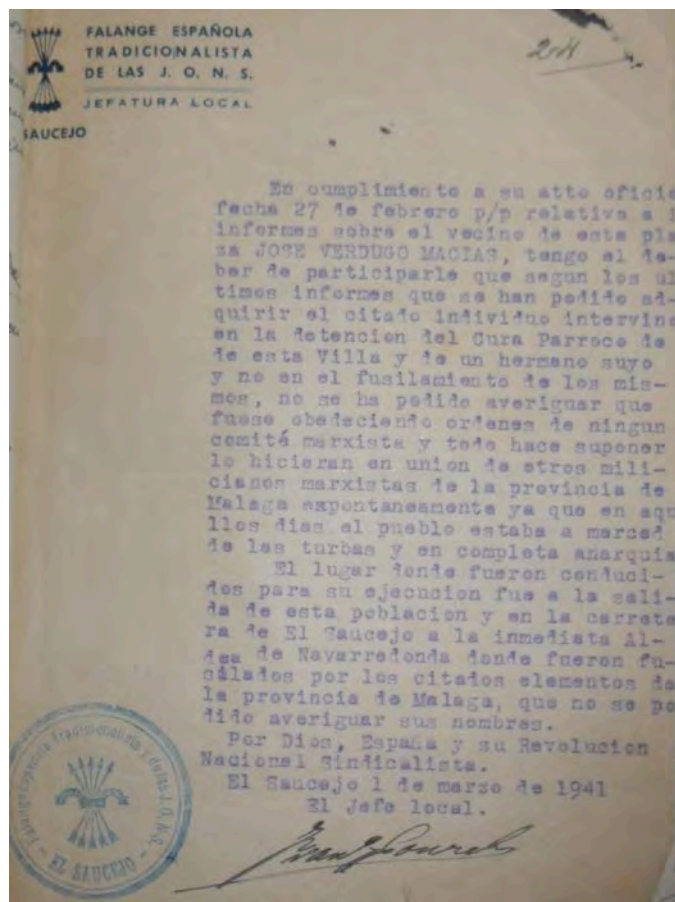 FALANGE ESPAÑOLA
TRADICIONALISTA
DE LAS J. O. N. S.
JEFATURA LOCAL
SAUCEJO
En cumplimiento a su atto oficio
fecha 27 de febrero p/p relativa a
informes sobre el vecino de esta pla
za JOSE VERDUGO MACIAS, tengo el de-
ber de participarle que segun los ul
timos informes que se han podido ad-
quirir el citado individuo intervino
en la detencion del Cura Parroco de
de esta Villa y de un hermano suyo
y no en el fusilamiento de los mis-
mos, no se ha podido averiguar que
fuese obedeciendo ordenes de ningun
comité marxista y todo hace suponer
lo hicieran en union de otros mili-
cianos marxistas de la provincia de
Malaga expontaneamente ya que en aqu
llos dias el pueblo estaba a merced
de las turbas y en completa anarquia
El lugar donde fueron conduci-
dos para su ejecucion fue a la sali-
da de esta poblacion y en la carrete
ra de El Saucejo a la inmediata Al-
dea de Navarredonda donde fueron fu-
silados por los citados elementos de
la provincia de Malaga, que no se po
dido averiguar sus nombres.
Por Dios, España y su Revolucion
Nacional Sindicalista.
El Saucejo 1 de marzo de 1941
El Jefe local.
Falange Española Tradicionalista y de las J.O.N.S.
- EL SAUCEJO -